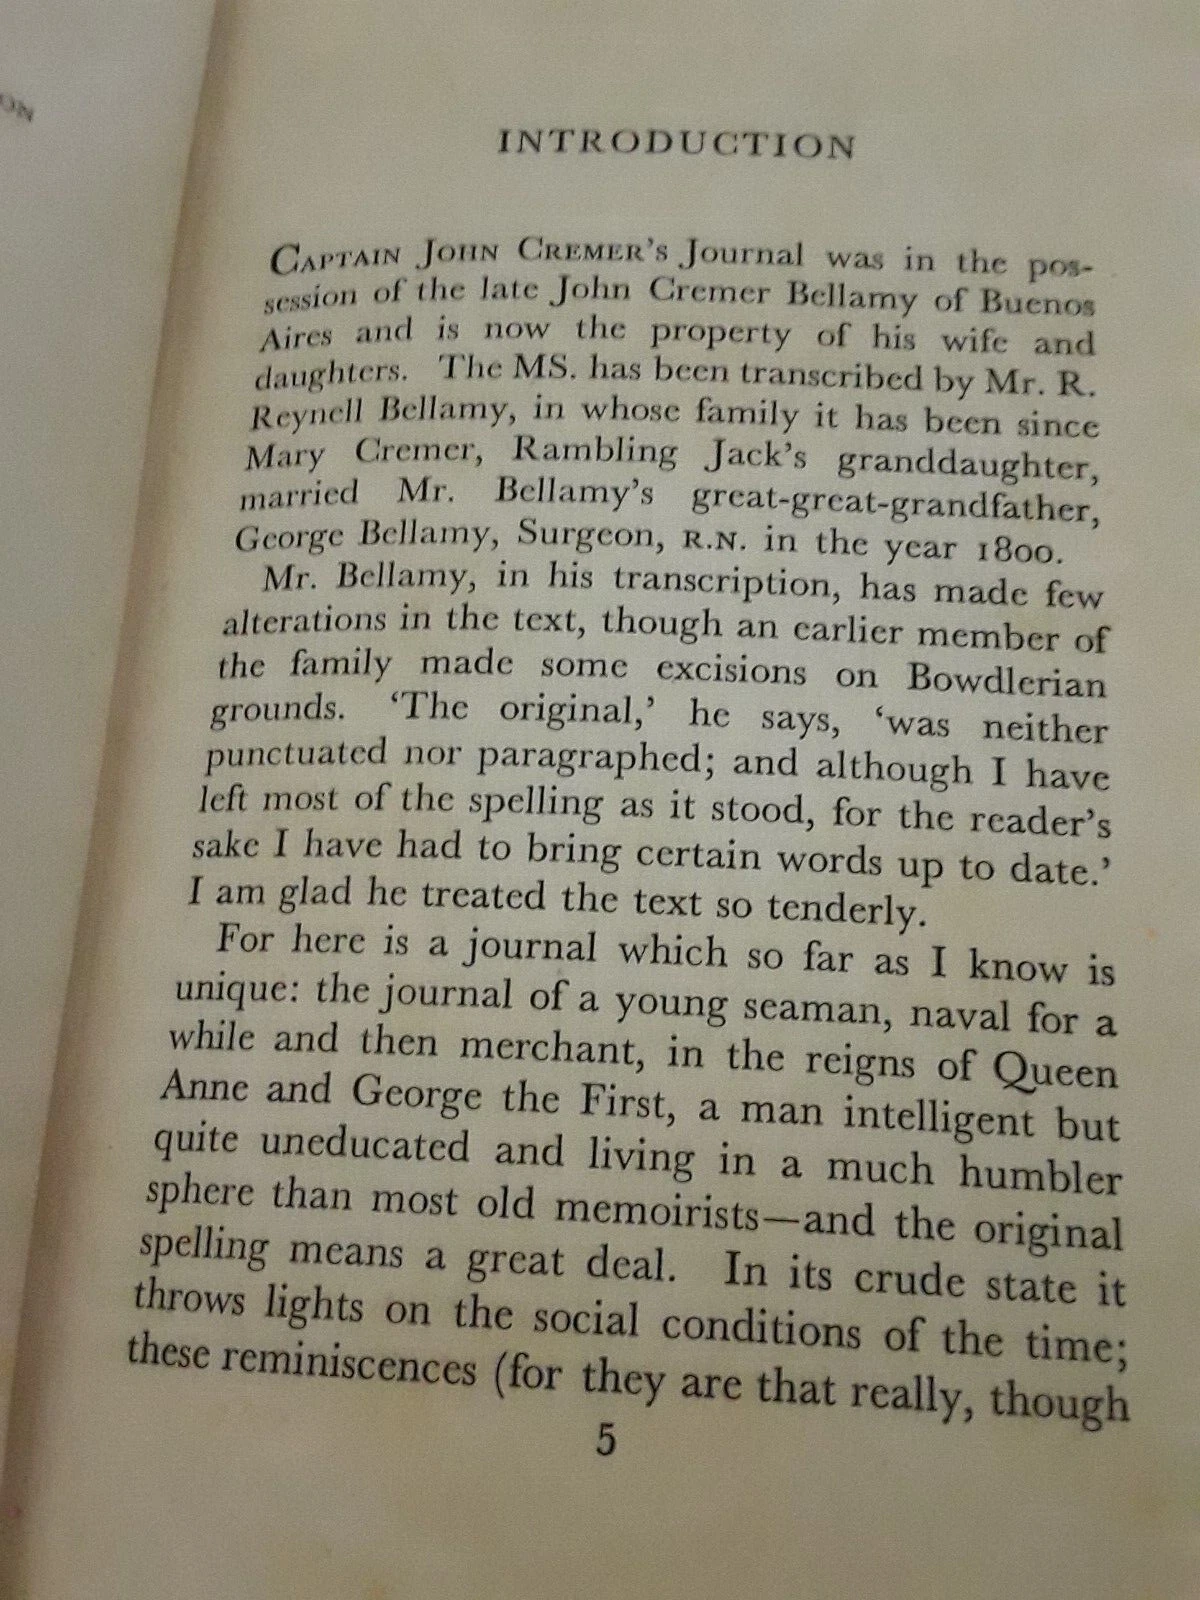 ON
INTRODUCTION
CAPTAIN JOHN CREMER'S Journal was in the pos-
session of the late John Cremer Bellamy of Buenos
Aires and is now the property of his wife and
daughters. The MS. has been transcribed by Mr. R.
Reynell Bellamy, in whose family it has been since
Mary Cremer, Rambling Jack's granddaughter,
married Mr. Bellamy's great-great-grandfather,
George Bellamy, Surgeon, R.N. in the year 1800.
Mr. Bellamy, in his transcription, has made few
alterations in the text, though an earlier member of
the family made some excisions on Bowdlerian
grounds. 'The original,' he says, 'was neither
punctuated nor paragraphed; and although I have
left most of the spelling as it stood, for the reader's
sake I have had to bring certain words up to date.'
I am glad he treated the text so tenderly.
For here is a journal which so far as I know is
unique: the journal of a young seaman, naval for a
while and then merchant, in the reigns of Queen
Anne and George the First, a man intelligent but
quite uneducated and living in a much humbler
sphere than most old memoirists—and the original
spelling means a great deal. In its crude state it
throws lights on the social conditions of the time;
these reminiscences (for they are that really, though
5